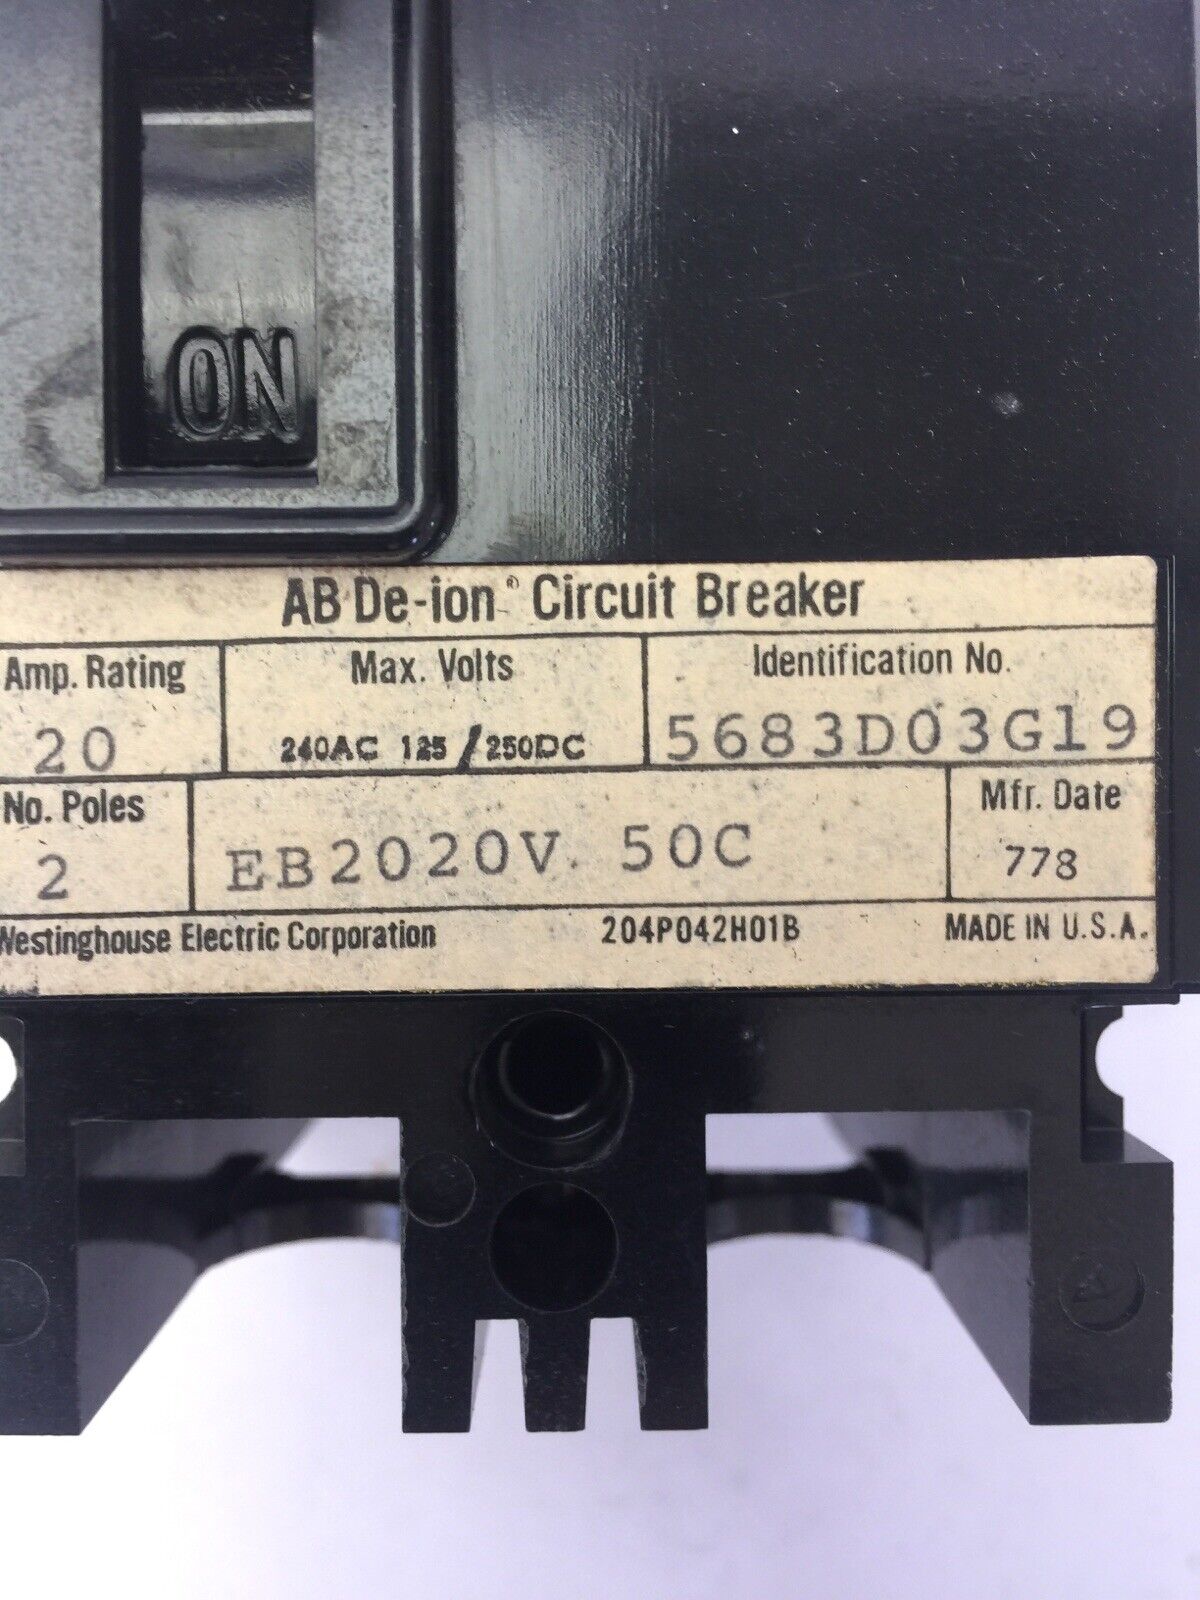 ON
AB De-ion® Circuit Breaker
Amp. Rating Max. Volts Identification No.
20 240AC 125/250DC 5683D03G19
No. Poles Mfr. Date
2 EB2020V. 50C 778
Westinghouse Electric Corporation 204P042H01B MADE IN U.S.A.